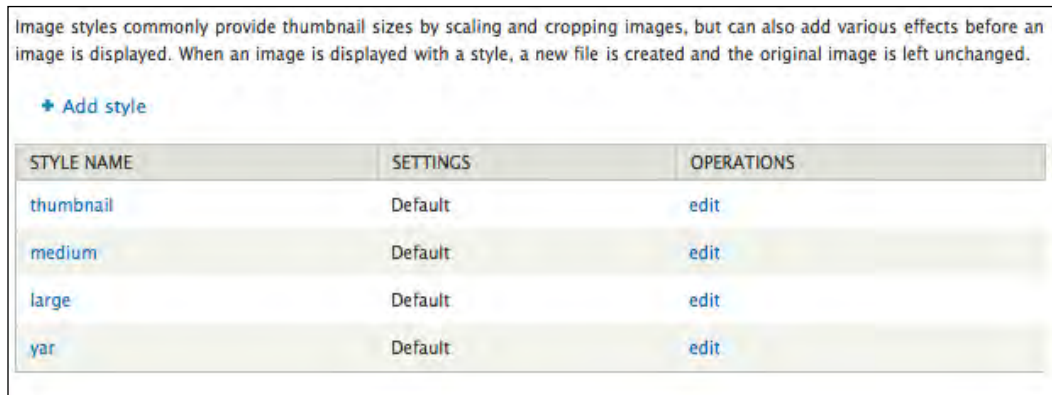 Image styles commonly provide thumbnail sizes by scaling and cropping images, but can also add various effects before an
image is displayed. When an image is displayed with a style, a new file is created and the original image is left unchanged.
+ Add style
STYLE NAME SETTINGS OPERATIONS
thumbnail Default edit
medium Default edit
large Default edit
yar Default edit